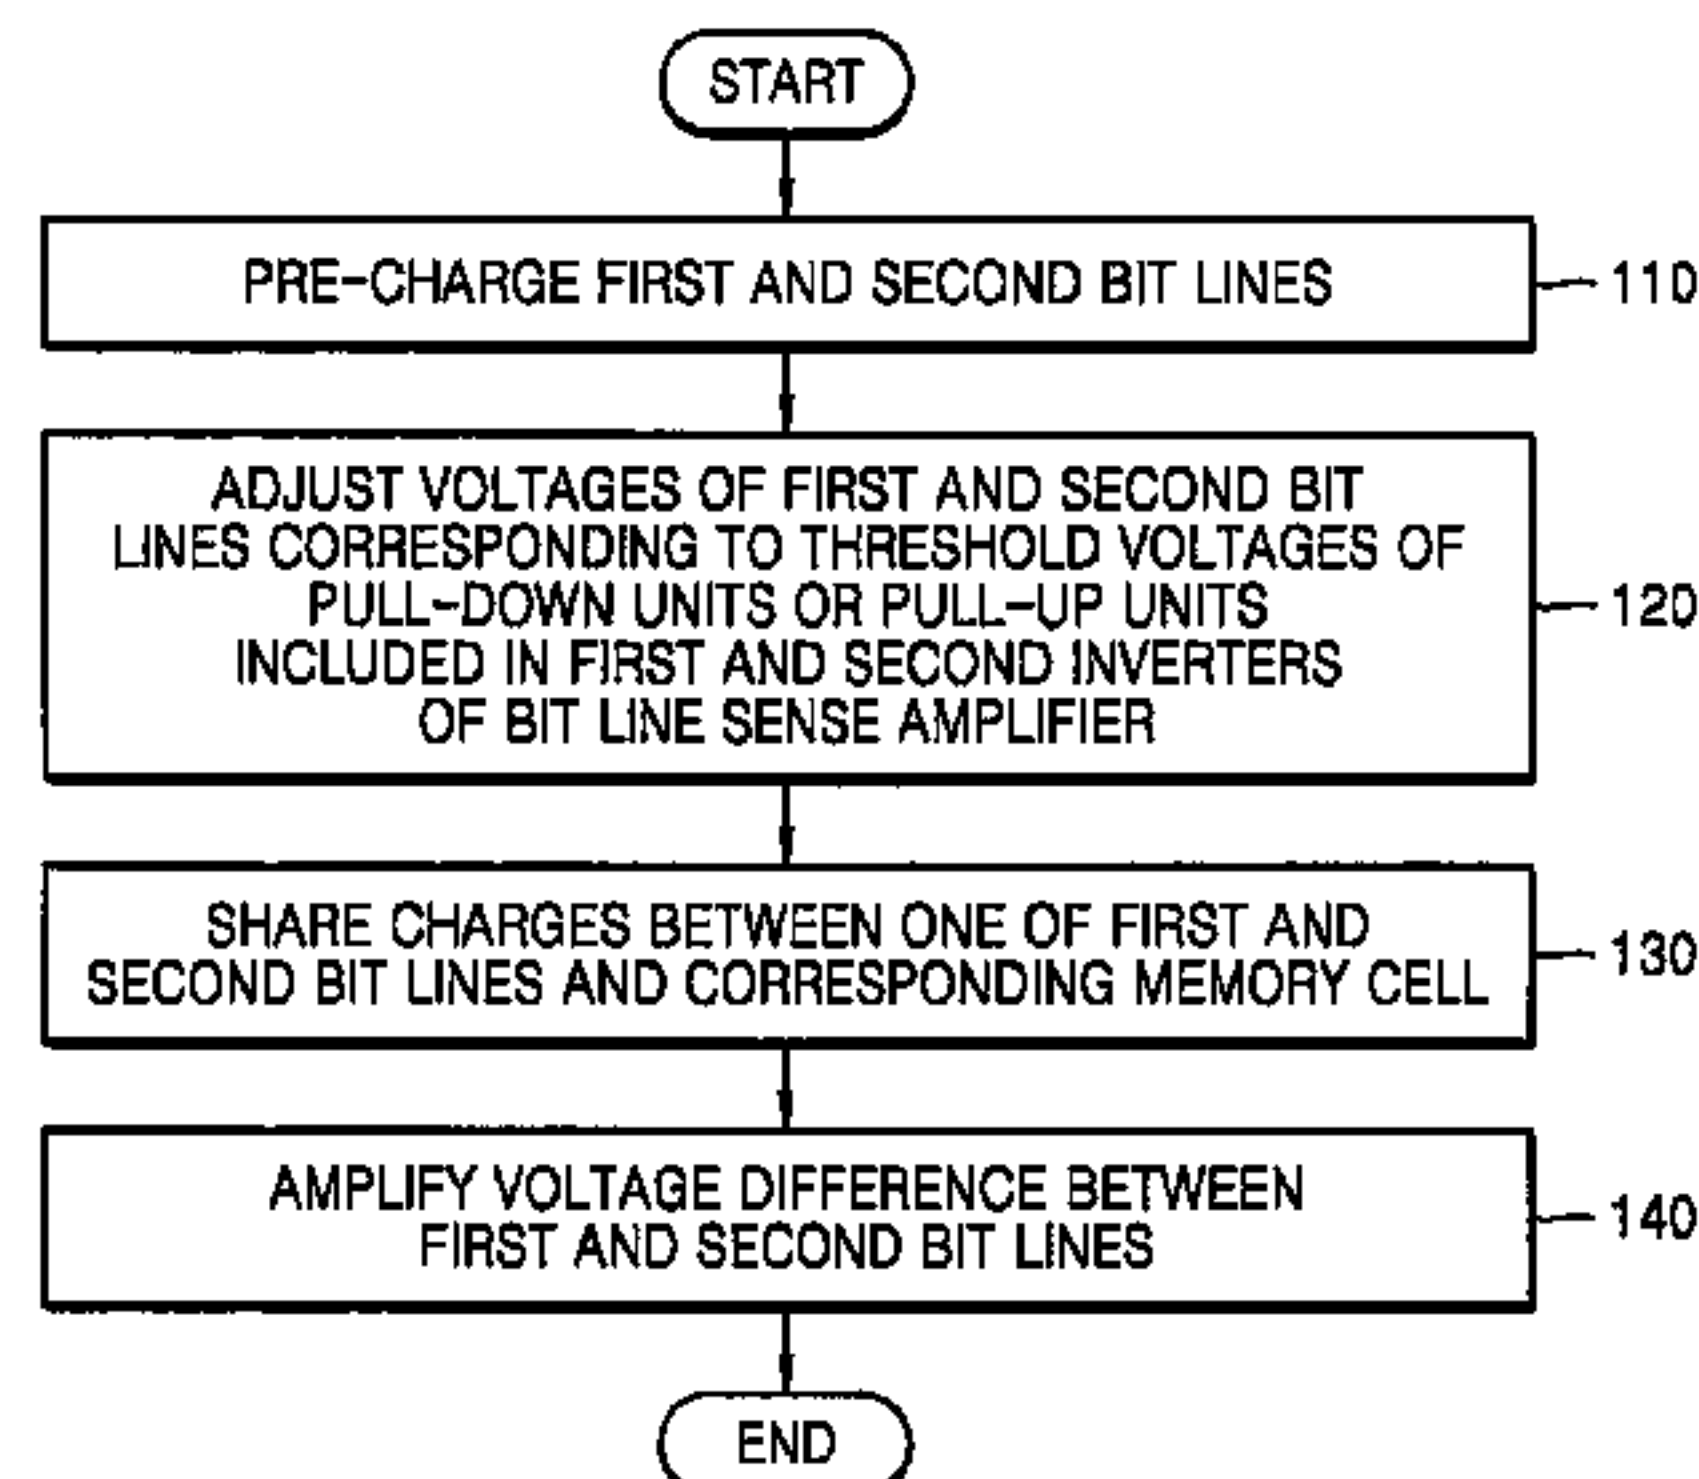 START
PRE-CHARGE FIRST AND SECOND BIT LINES
110
ADJUST VOLTAGES OF FIRST AND SECOND BIT
LINES CORRESPONDING TO THRESHOLD VOLTAGES OF
PULL-DOWN UNITS OR PULL-UP UNITS
INCLUDED IN FIRST AND SECOND INVERTERS
OF BIT LINE SENSE AMPLIFIER
120
SHARE CHARGES BETWEEN ONE OF FIRST AND
SECOND BIT LINES AND CORRESPONDING MEMORY CELL
130
AMPLIFY VOLTAGE DIFFERENCE BETWEEN
FIRST AND SECOND BIT LINES
140
END